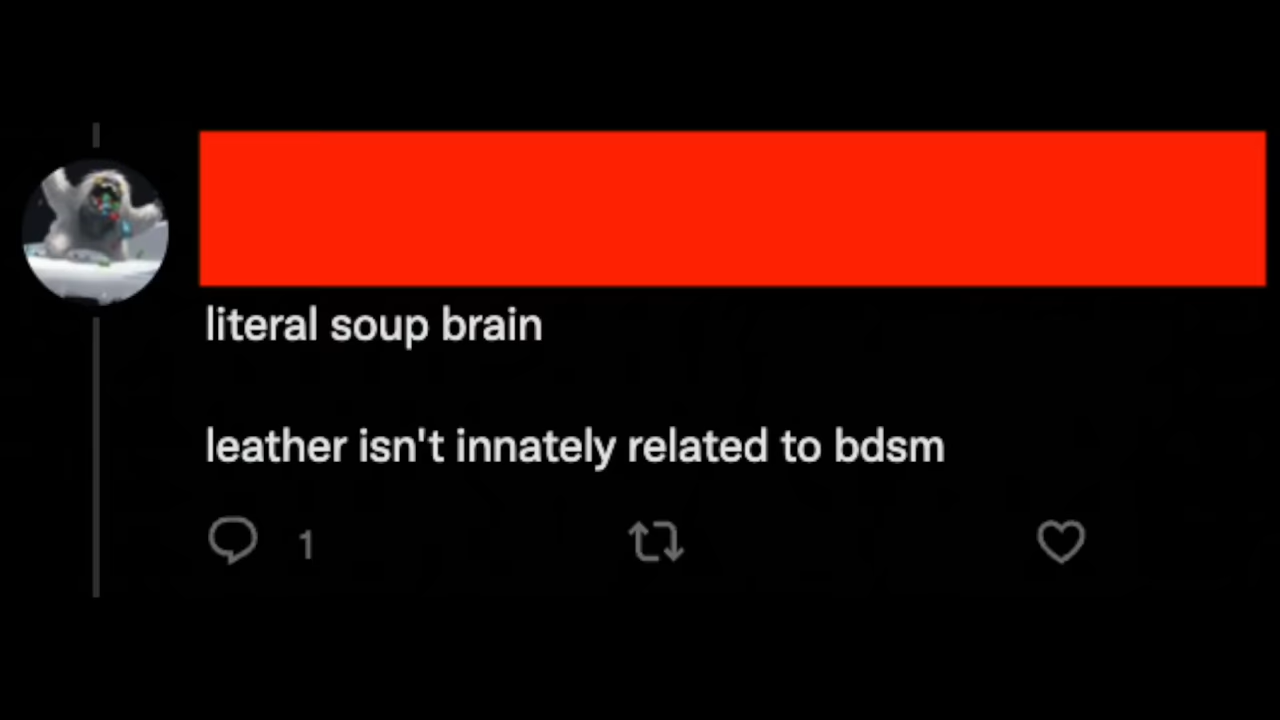 literal soup brain
leather isn't innately related to bdsm
1